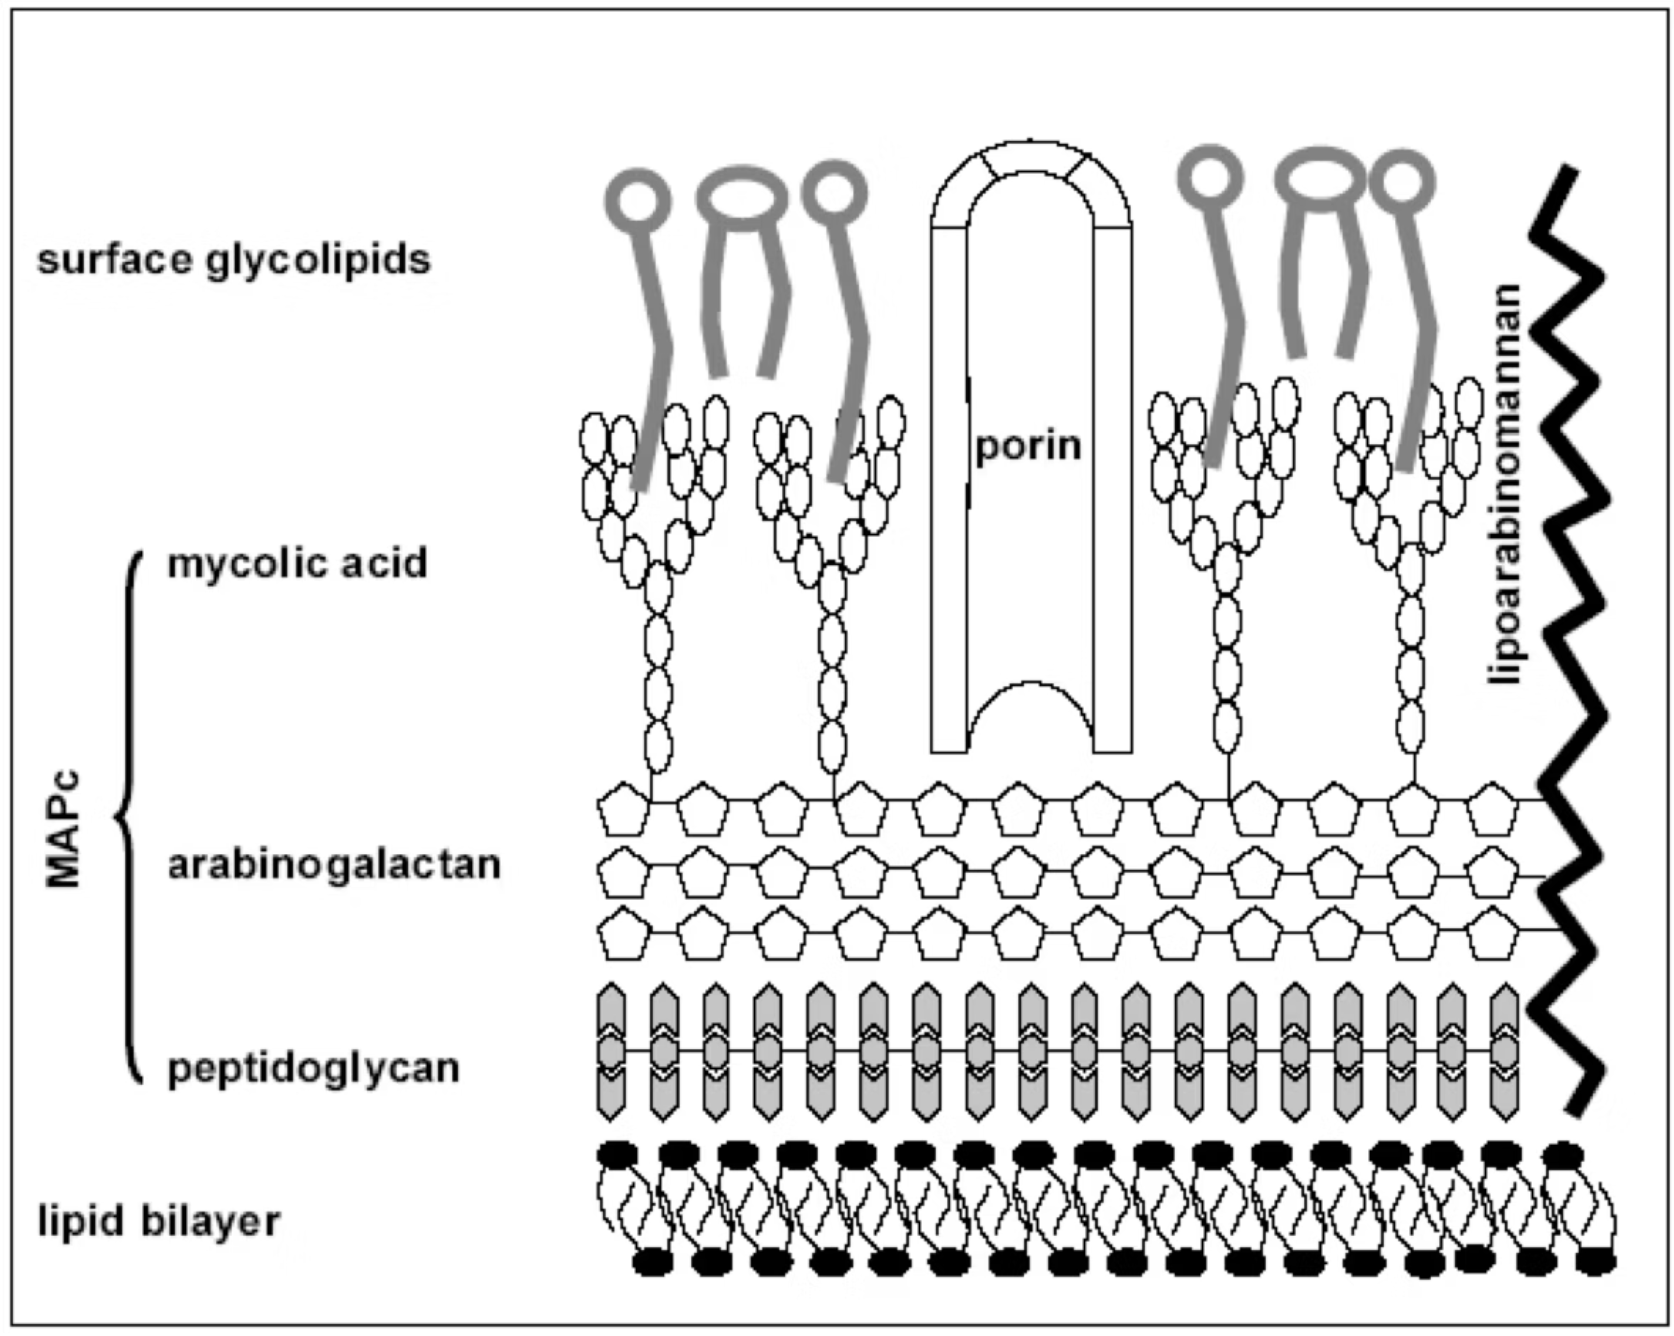 surface glycolipids
porin
lipoarabinomannan
mycolic acid
MAPc
arabinogalactan
peptidoglycan
lipid bilayer